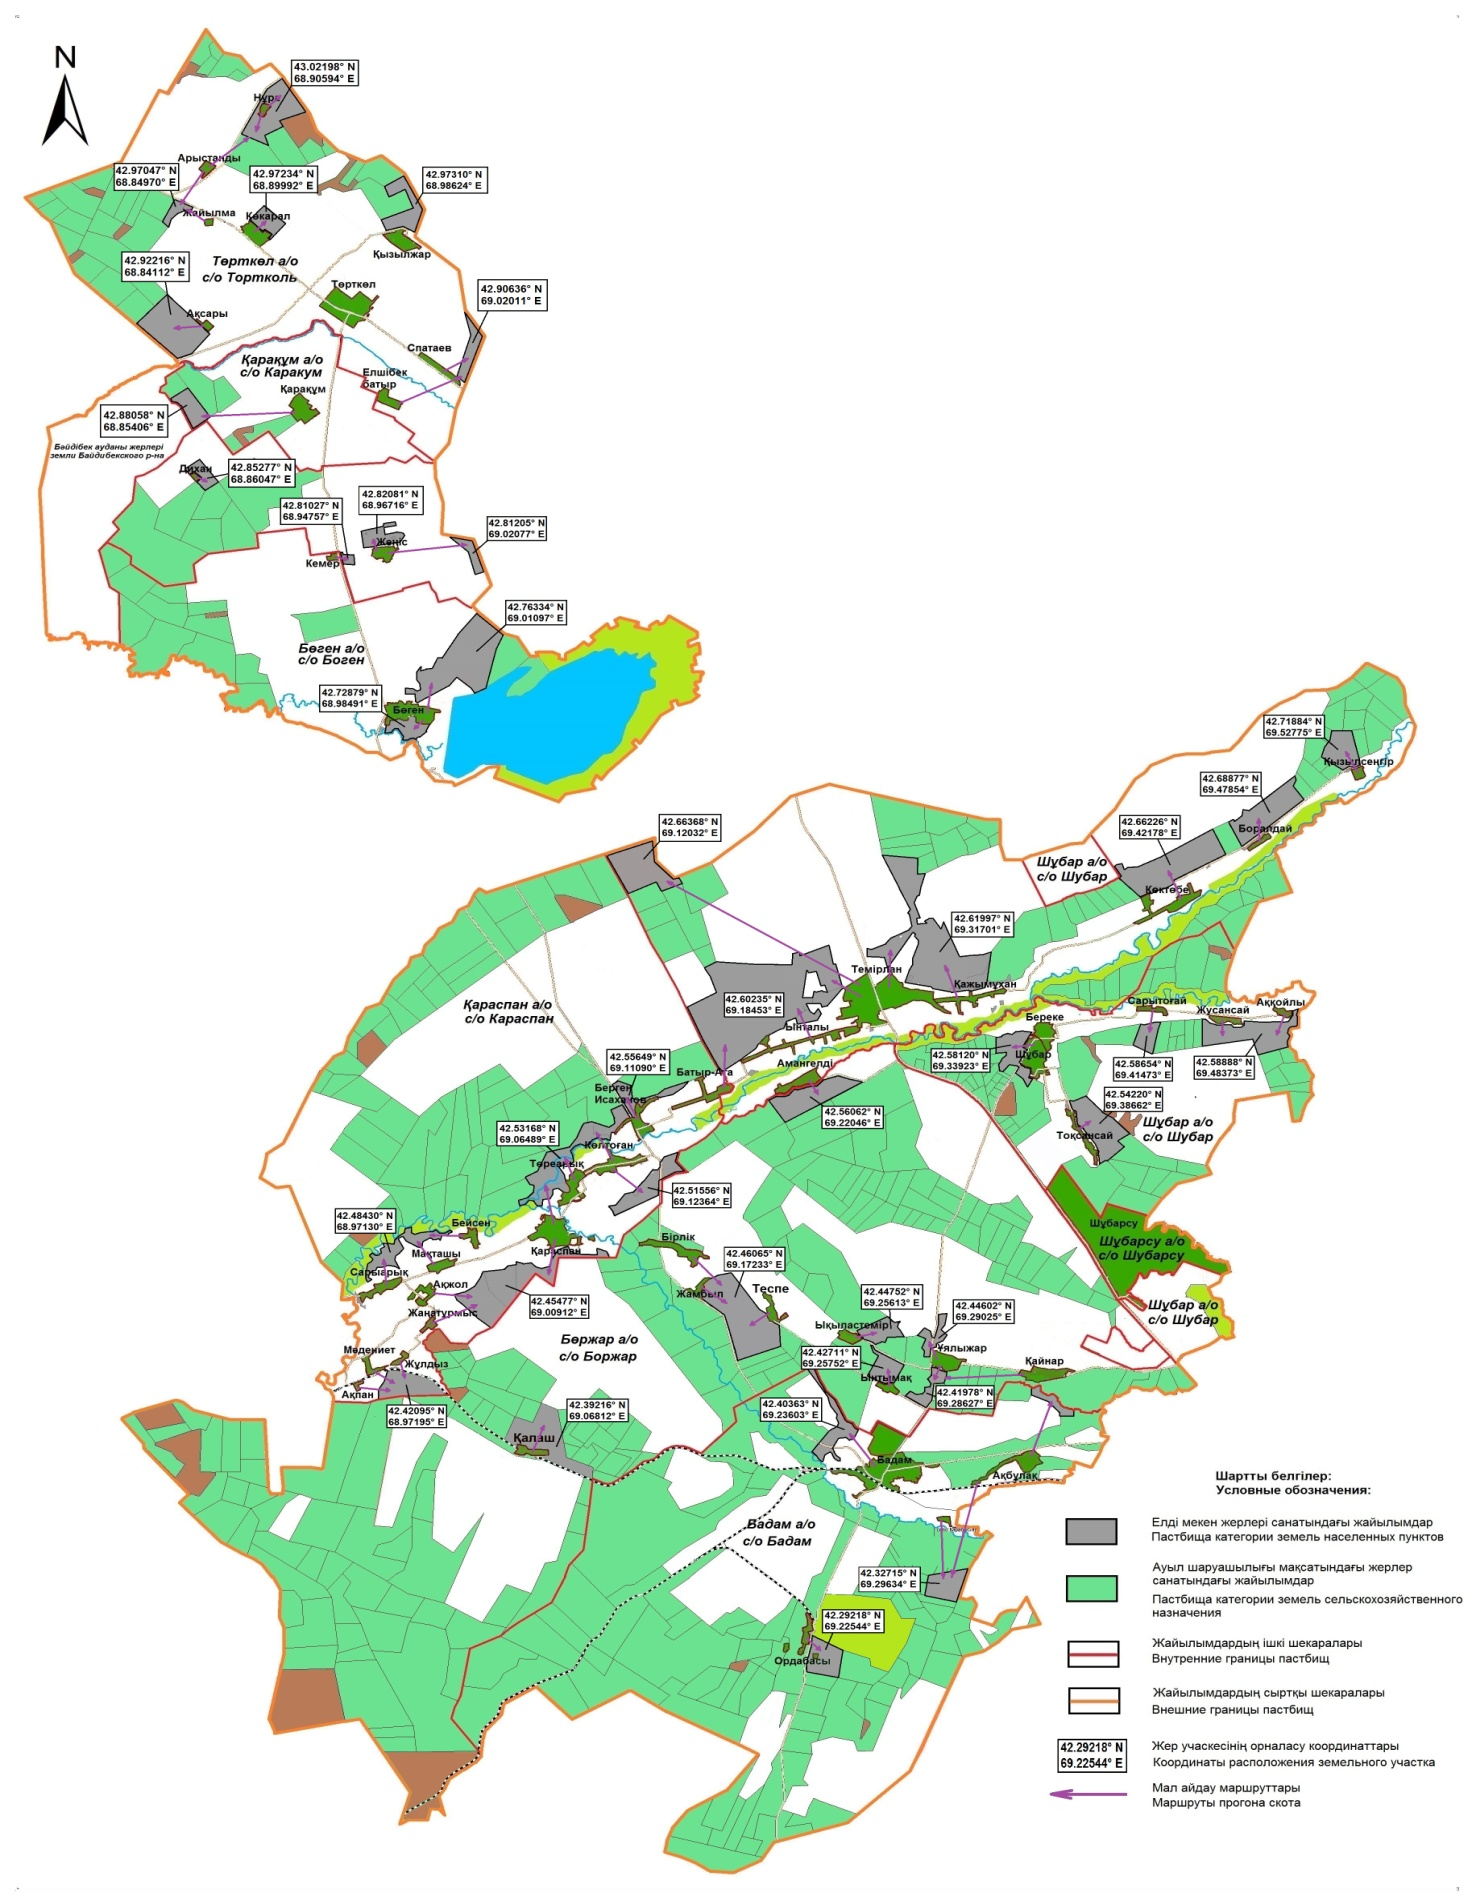 N
43.02198° N
68.90594° E
Арыстанды
42.97047° N
68.84970° E
42.97234° N
68.89992° E
42.97310° N
68.98624° E
Жайылма
Көкарал
Қызылжар
42.92216° N
68.84112° E
Төрткөл а/о
с/о Тортколь
Төрткөл
42.90636° N
69.02011° E
Ақсары
Спатаев
Қарақұм а/о
с/о Каракум
Елшібек
батыр
Қарақұм
42.88058° N
68.85406° E
Бәйдібек ауданы жерлері
земли Байдибекского р-на
Дихан
42.85277° N
68.86047° E
42.82081° N
68.96716° E
42.81027° N
68.94757° E
42.81205° N
69.02077° E
Жеңіс
Кемер
42.76334° N
69.01097° E
Бөген а/о
с/о Боген
42.72879° N
68.98491° E
Бөген
42.71884° N
69.52775° E
Қызылсеңгір
42.68877° N
69.47854° E
42.66368° N
69.12032° E
42.66226° N
69.42178° E
Боралдай
Шұбар а/о
с/о Шубар
Көктөбе
42.61997° N
69.31701° E
Темірлан
Қажымұхан
42.60235° N
69.18453° E
Қараспан а/о
с/о Караспан
Сарытоғай
Аққойлы
Жусансай
Береке
Ынталы
Шұбар
42.58120° N
69.33923° E
42.58654° N
69.41473° E
42.58888° N
69.48373° E
42.55649° N
69.11090° E
Амангелді
Батыр-Ата
Берген
Исаханов
42.54220° N
69.38662° E
42.56062° N
69.22046° E
Шұбар а/о
с/о Шубар
Тоқсансай
42.53168° N
69.06489° E
Көлтоған
Төреарық
42.51556° N
69.12364° E
42.48430° N
68.97130° E
Бейсен
Шұбарсу
Шұбарсу а/о
с/о Шубарсу
Бірлік
Қараспан
Мақташы
42.46065° N
69.17233° E
Сарыарық
Ақжол
Жамбыл
Теспе
42.45477° N
69.00912° E
42.44752° N
69.25613° E
42.44602° N
69.29025° E
Шұбар а/о
с/о Шубар
Жаңатұрмыс
Ықыластемір
Бөржар а/о
с/о Боржар
Мәдениет
Жұлдыз
42.42711° N
69.25752° E
Ұялыжар
Қайнар
Ынтымақ
Ақпан
42.42095° N
68.97195° E
42.39216° N
69.06812° E
42.41978° N
69.28627° E
42.40363° N
69.23603° E
Қалаш
Бадам
Ақбұлақ
Бадам а/о
с/о Бадам
42.32715° N
69.29634° E
42.29218° N
69.22544° E
Ордабасы
Шартты белгілер:
Условные обозначения:
Елді мекен жерлері санатындағы жайылымдар
Пастбища категории земель населенных пунктов
Ауыл шаруашылығы мақсатындағы жерлер
санатындағы жайылымдар
Пастбища категории земель сельскохозяйственного
назначения
Жайылымдардың ішкі шекаралары
Внутренние границы пастбищ
Жайылымдардың сыртқы шекаралары
Внешние границы пастбищ
42.29218° N
69.22544° E
Жер учаскесінің орналасу координаттары
Координаты расположения земельного участка
Мал айдау маршруттары
Маршруты прогона скота